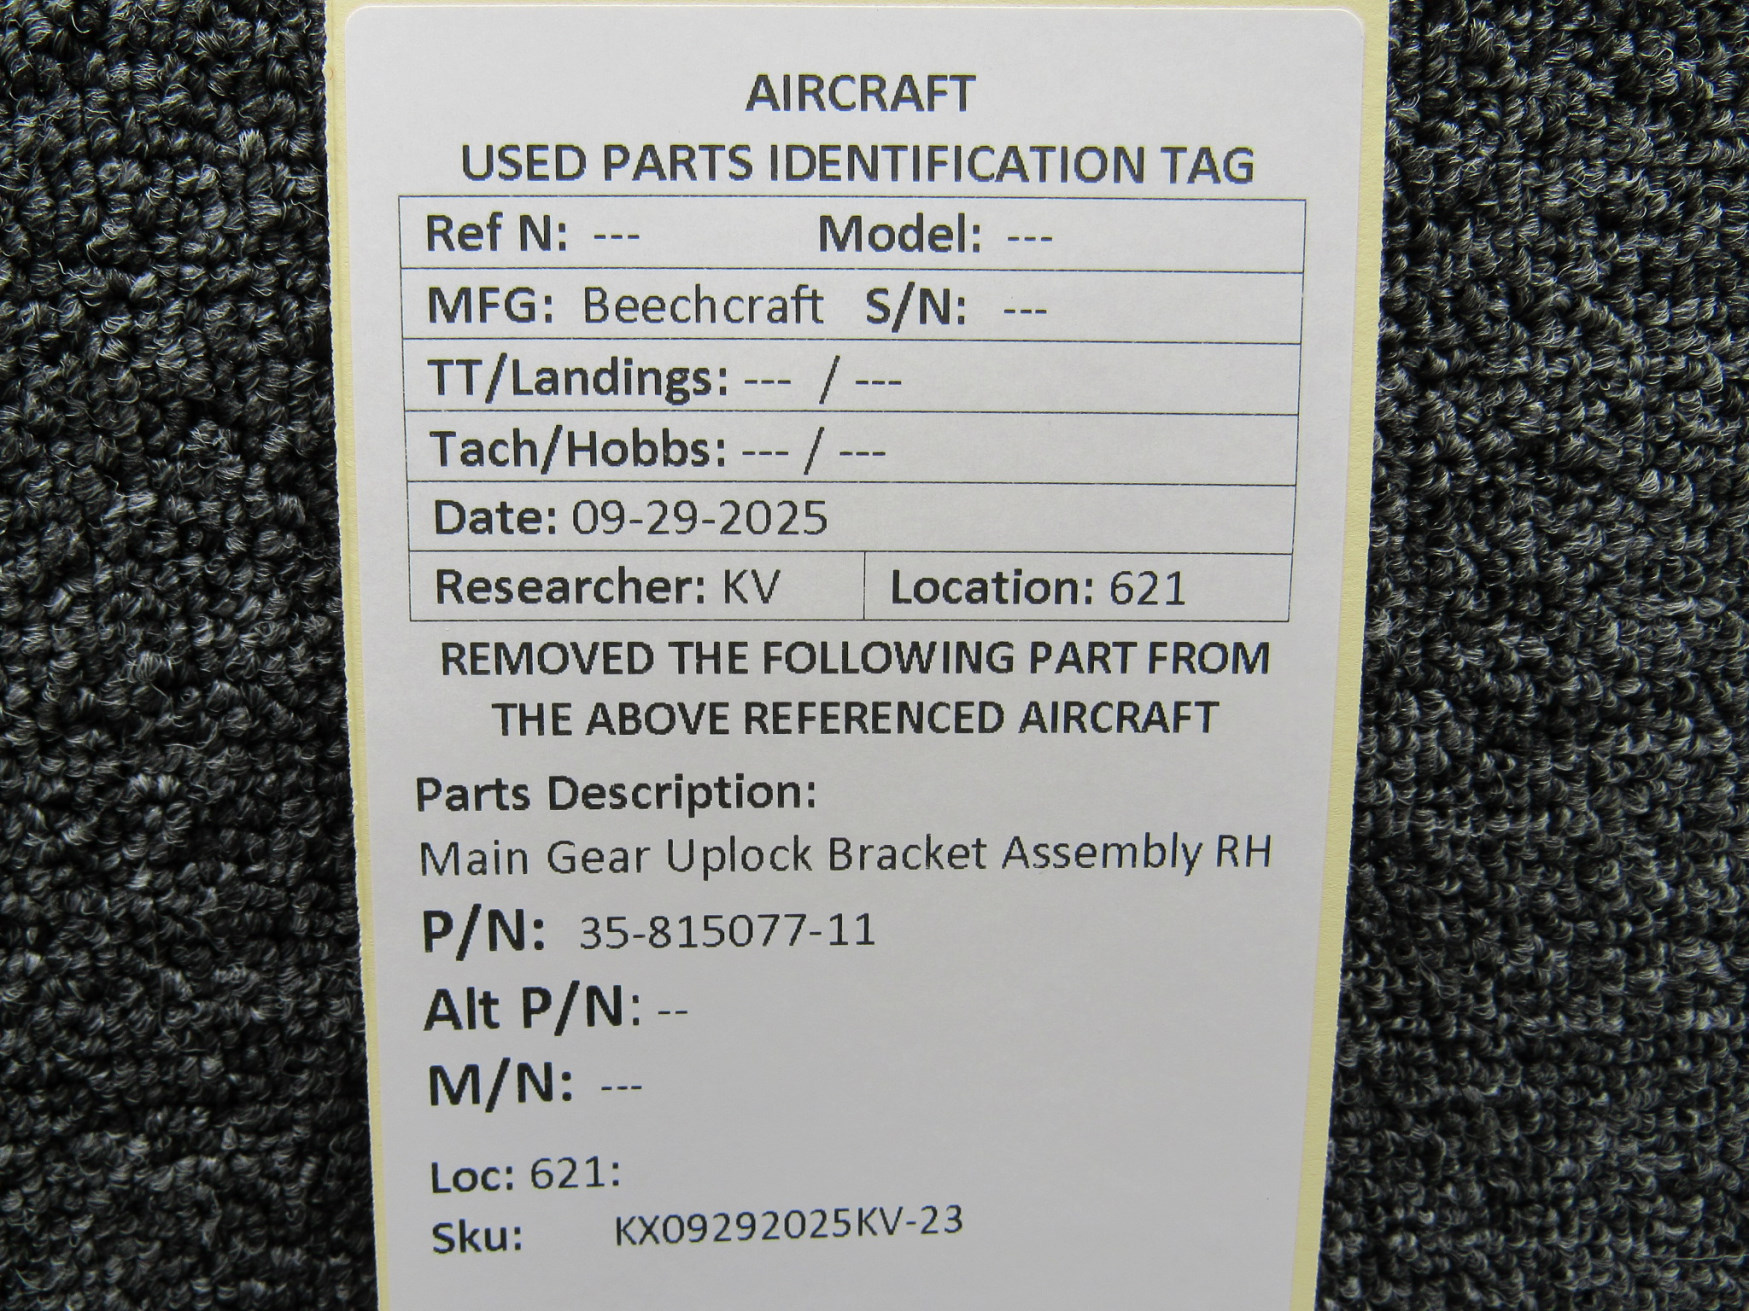 AIRCRAFT
USED PARTS IDENTIFICATION TAG
Ref N: --- Model: ---
MFG: Beechcraft S/N: ---
TT/Landings: --- / ---
Tach/Hobbs: --- / ---
Date: 09-29-2025
Researcher: KV Location: 621
REMOVED THE FOLLOWING PART FROM
THE ABOVE REFERENCED AIRCRAFT
Parts Description:
Main Gear Uplock Bracket Assembly RH
P/N: 35-815077-11
Alt P/N: --
M/N: ---
Loc: 621:
Sku: KX09292025KV-23